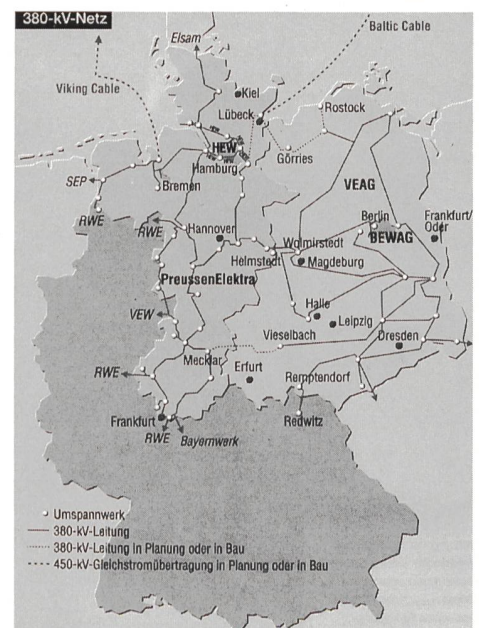 380-kV-Netz
Elsam
Baltic Cable
Viking Cable
Kiel
Lübeck
Rostock
HEW
Hamburg
Görries
SEP
Bremen
VEAG
RWE
RWE
Hannover
Berlin
Frankfurt/
Oder
BEWAG
Wolmirstedt
Helmstedt
Magdeburg
PreussenElektra
Halle
Leipzig
VEW
Vieselbach
Dresden
Mecklar
RWE
Erfurt
Remptendorf
Frankfurt
RWE
Bayernwerk
Redwitz
Umspannwerk
380-kV-Leitung
380-kV-Leitung in Planung oder in Bau
450-kV-Gleichstromübertragung in Planung oder in Bau